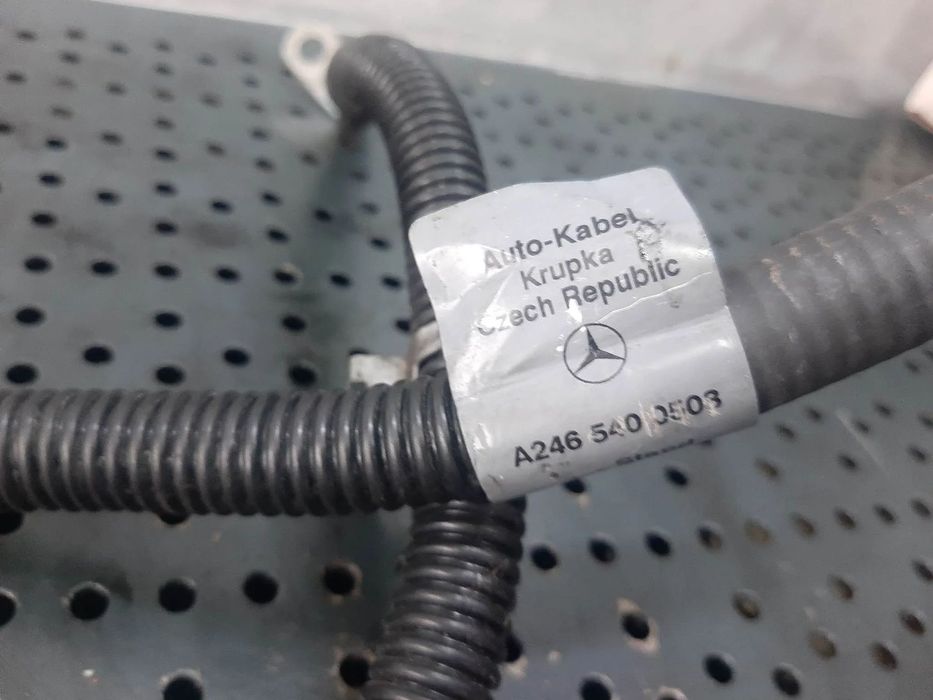 Auto-Kabel
Krupka
Czech Republic
A246 540 0503